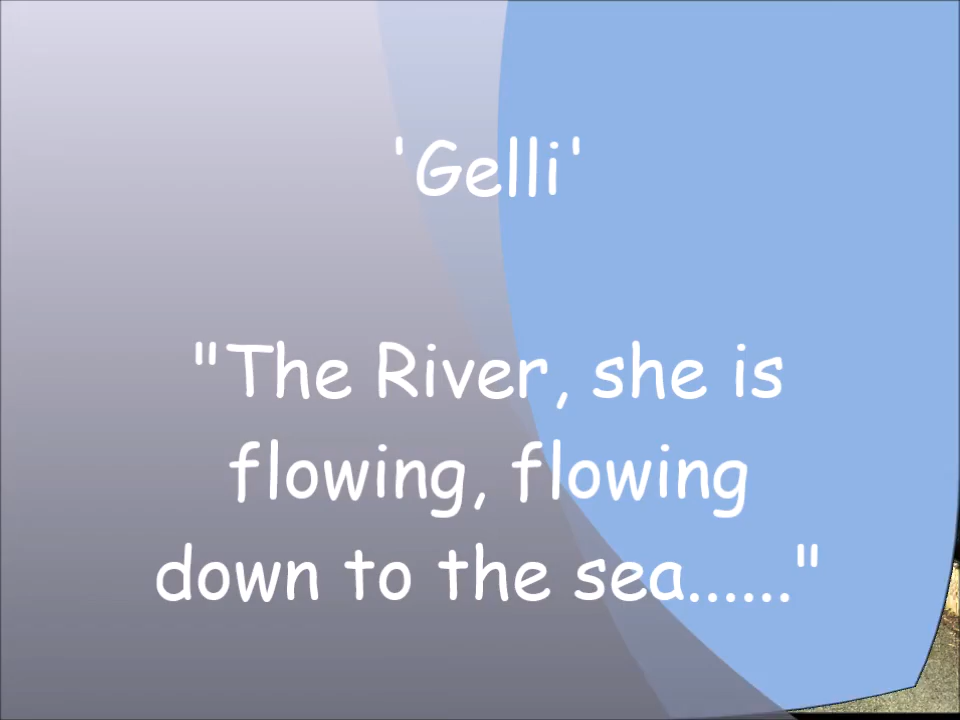 'Gelli'
"The River, she is
flowing, flowing
down to the sea......"